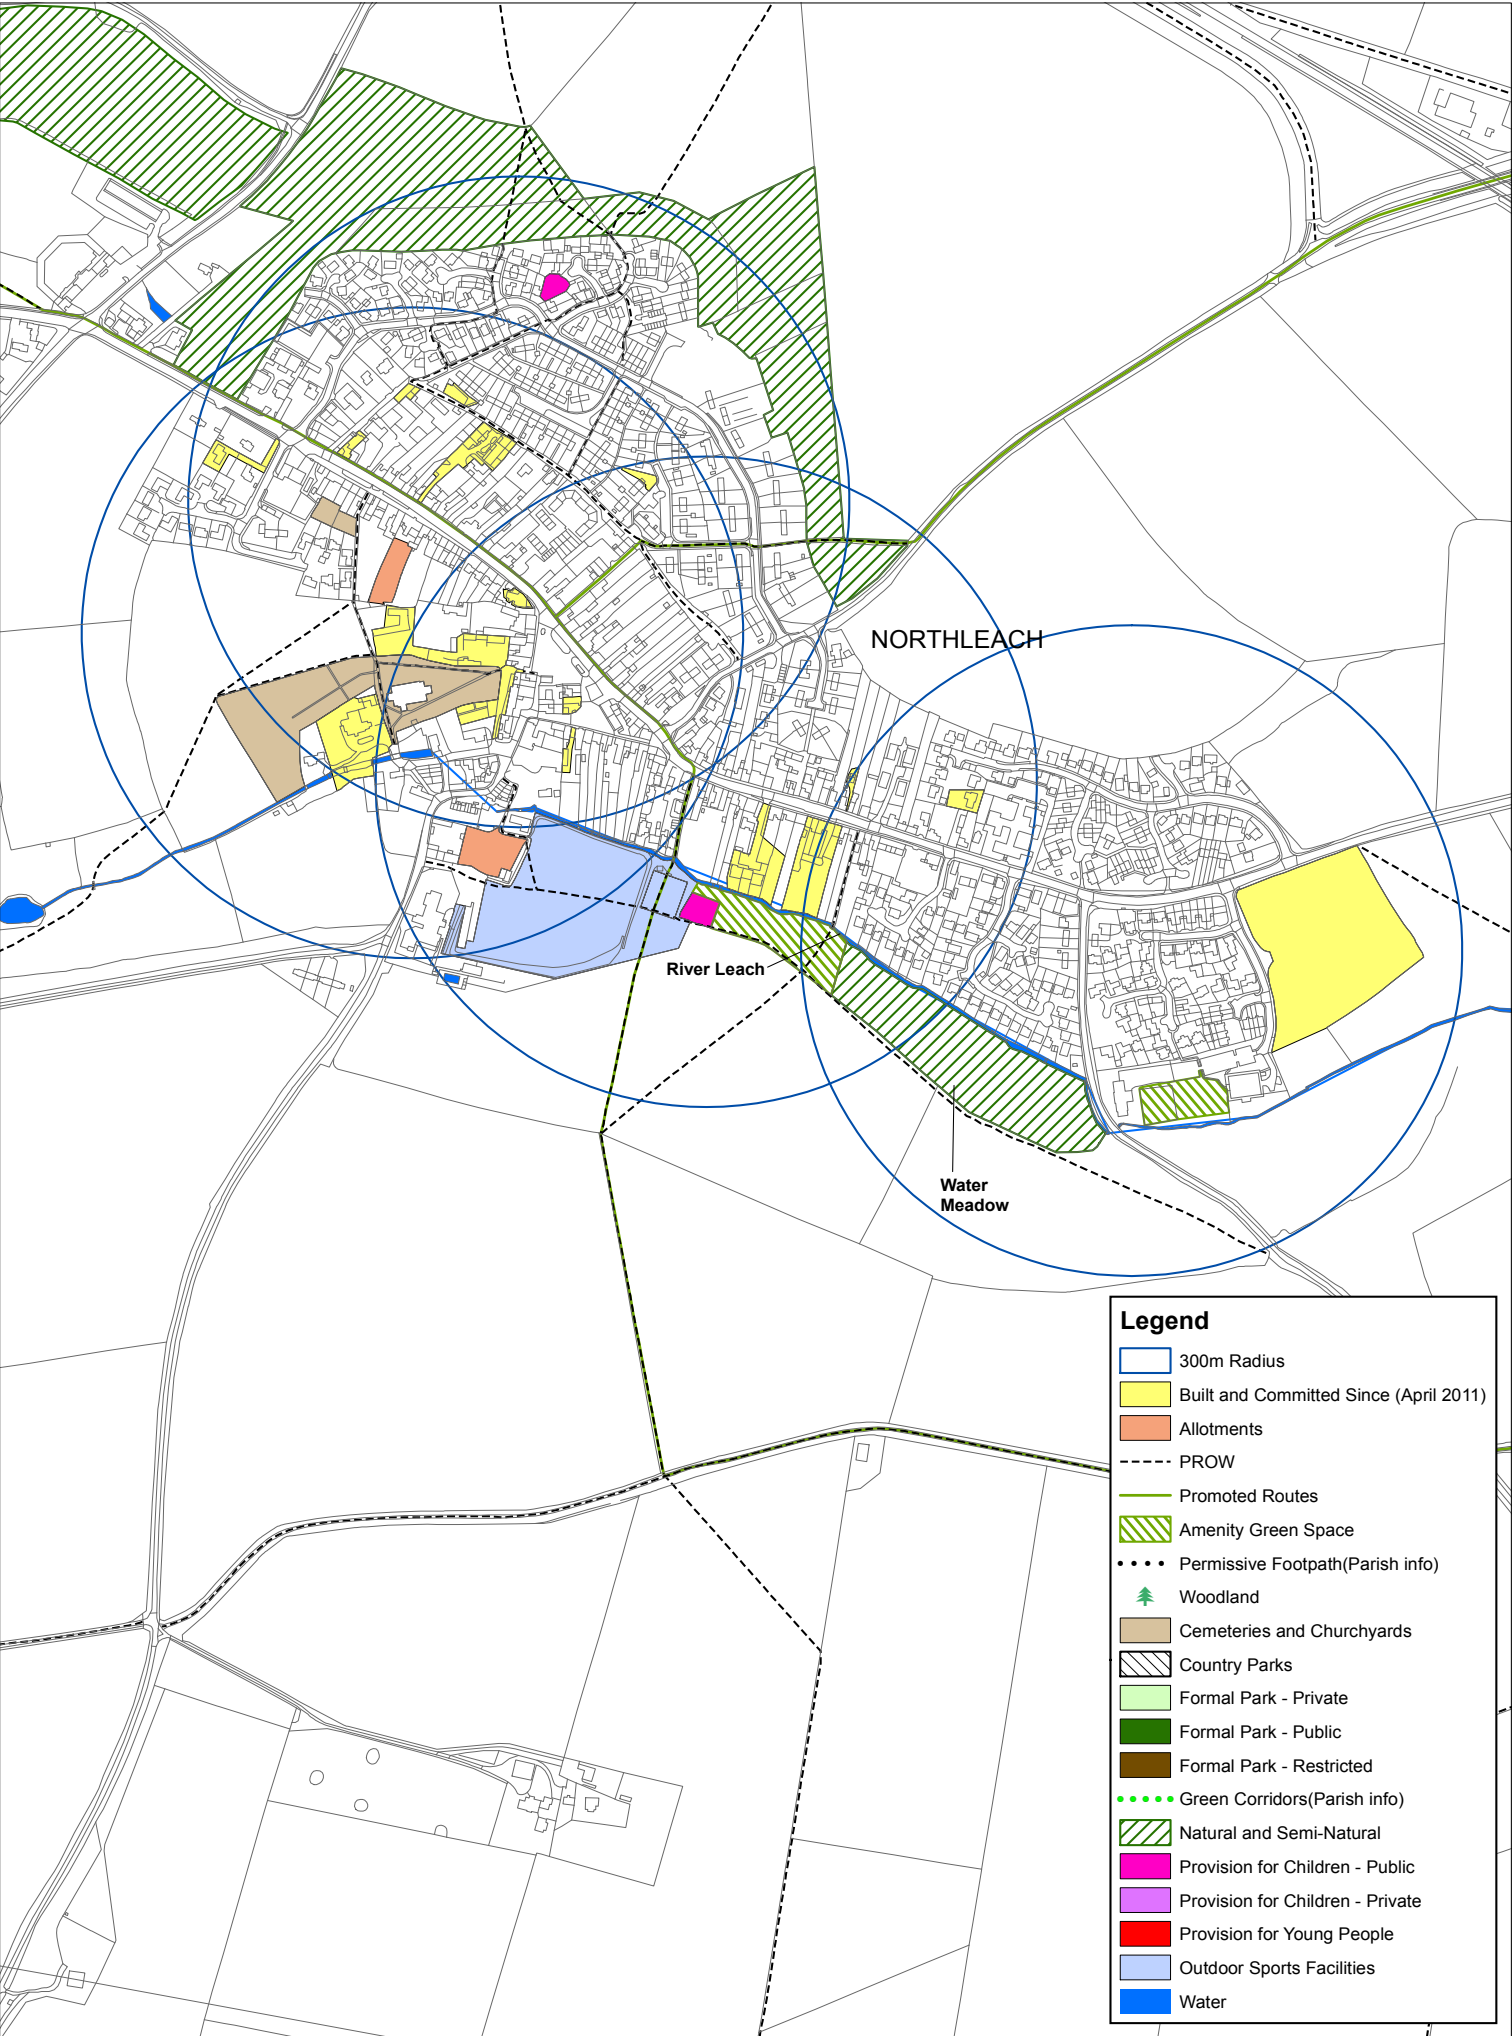 NORTHLEACH
River Leach
Water
Meadow
Legend
300m Radius
Built and Committed Since (April 2011)
Allotments
PROW
Promoted Routes
Amenity Green Space
Permissive Footpath(Parish info)
Woodland
Cemeteries and Churchyards
Country Parks
Formal Park - Private
Formal Park - Public
Formal Park - Restricted
Green Corridors(Parish info)
Natural and Semi-Natural
Provision for Children - Public
Provision for Children - Private
Provision for Young People
Outdoor Sports Facilities
Water